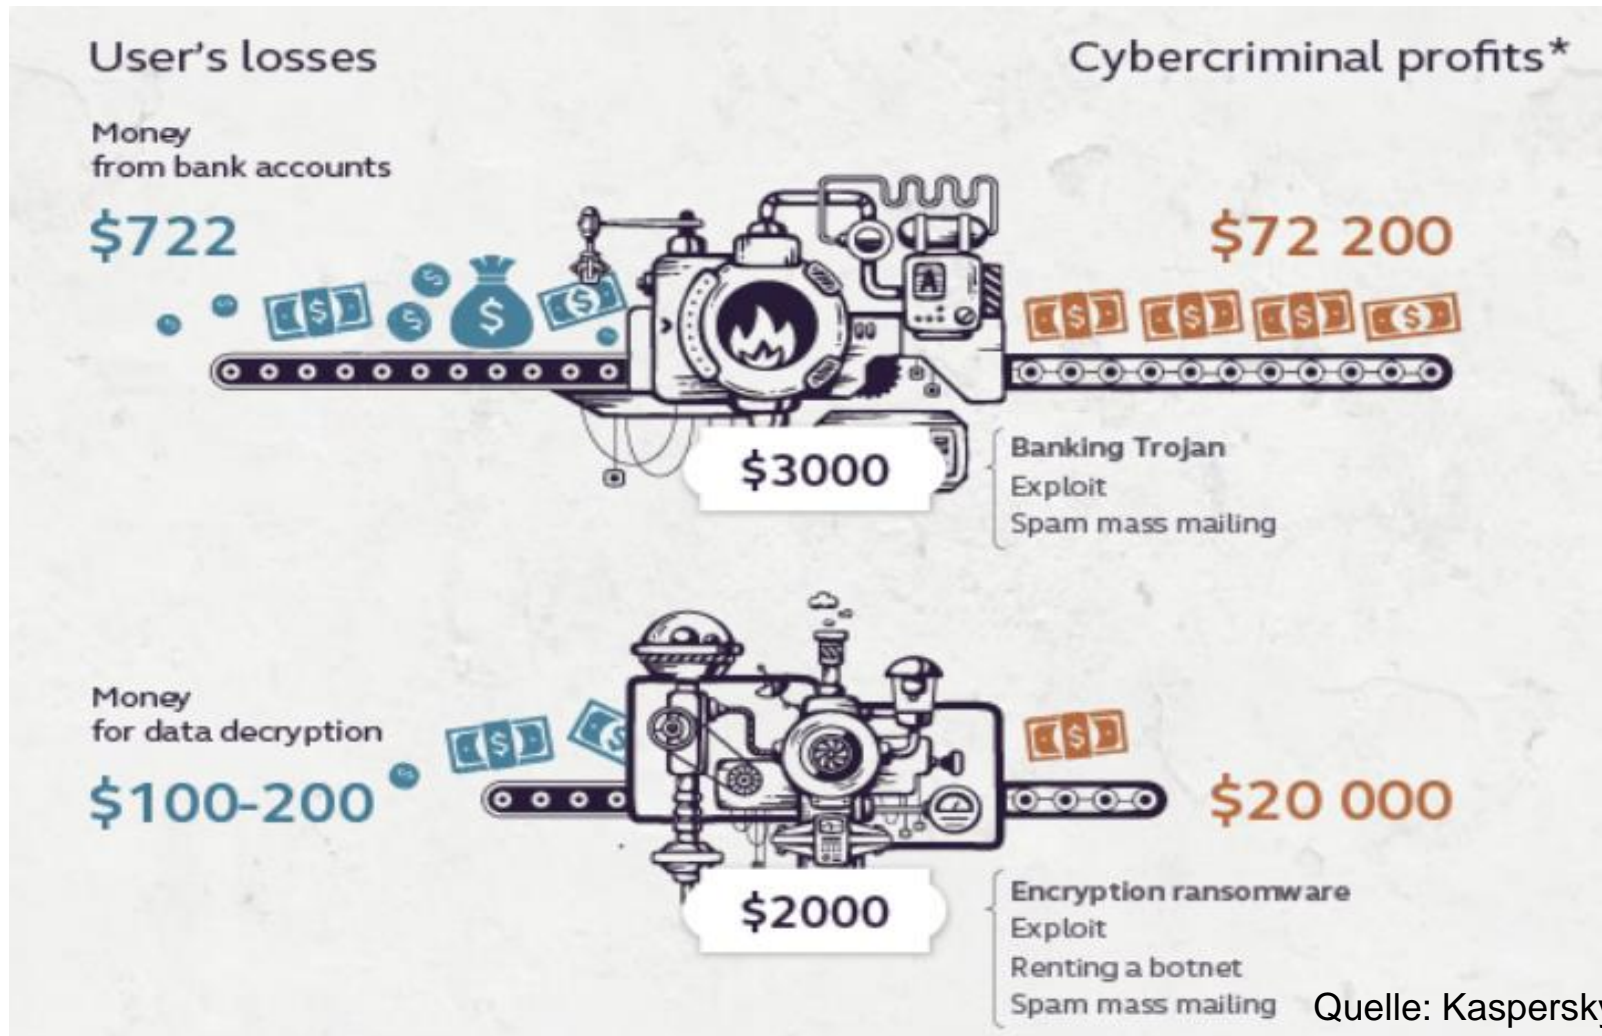 User's losses
Cybercriminal profits*
Money
from bank accounts
$722
$72 200
$3000
Banking Trojan
Exploit
Spam mass mailing
Money
for data decryption
$100-200
$20 000
$2000
Encryption ransomware
Exploit
Renting a botnet
Spam mass mailing
Quelle: Kaspersky